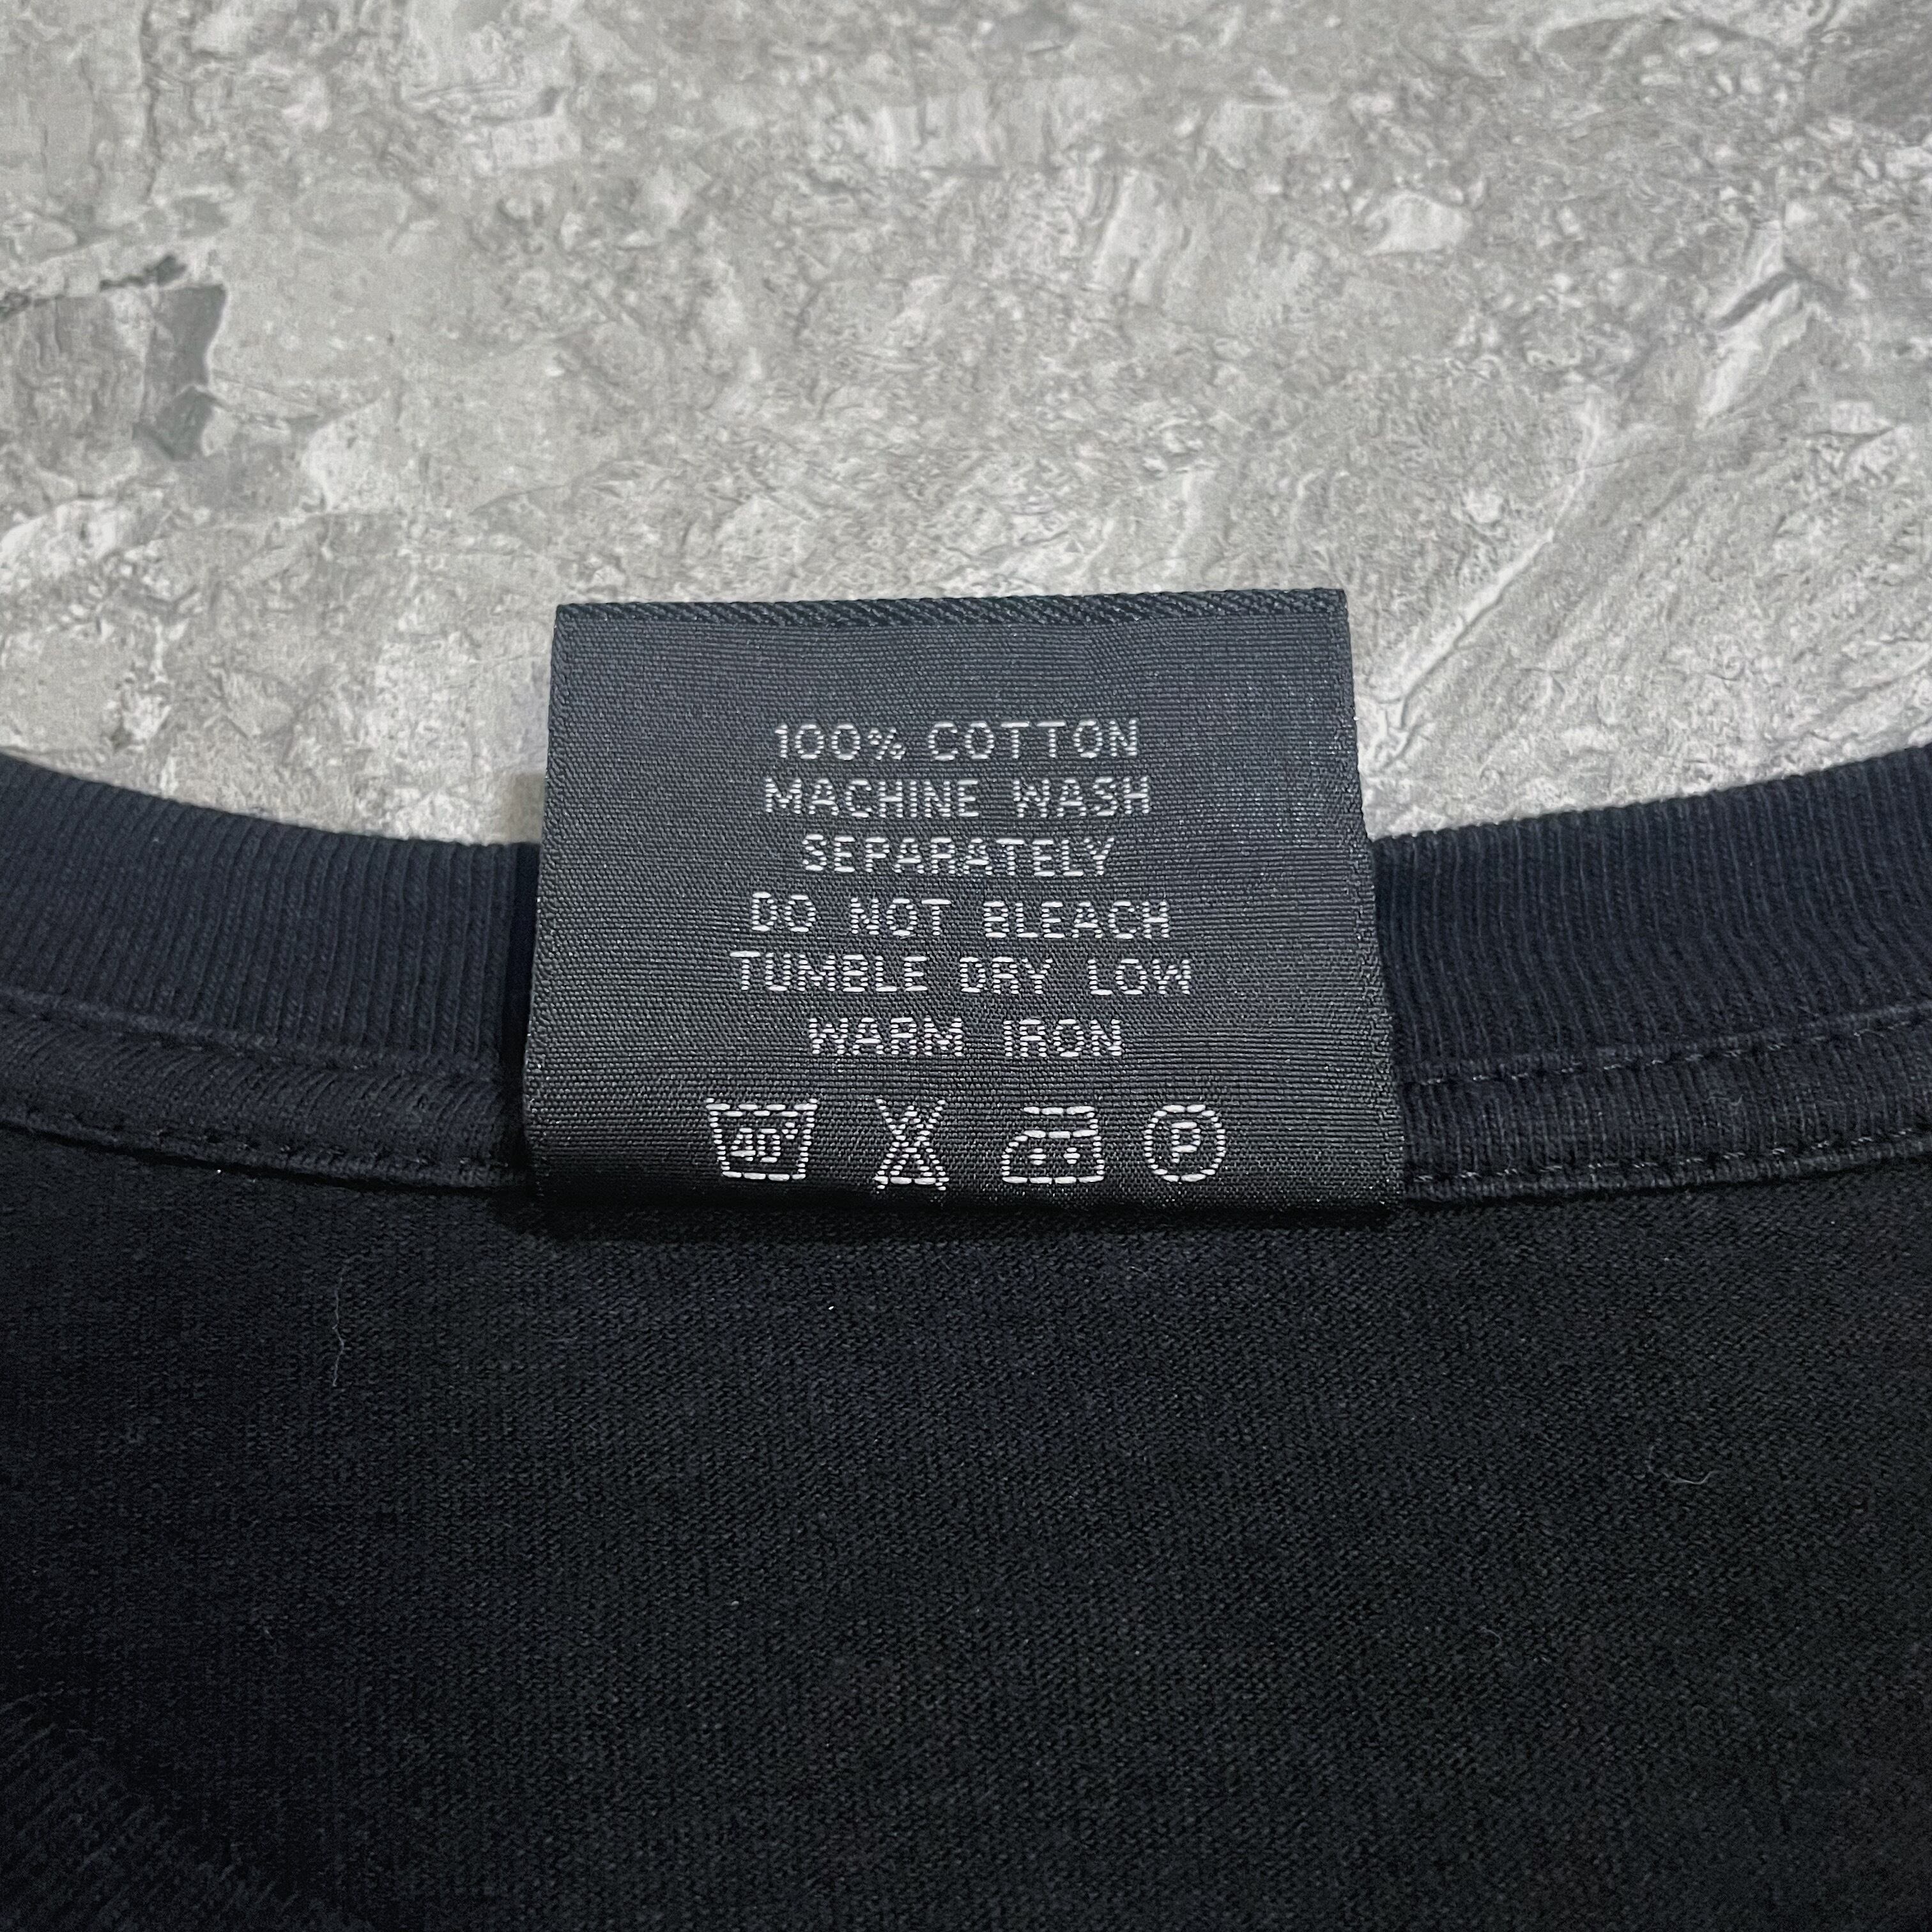 100% COTTON
MACHINE WASH
SEPARATELY
DO NOT BLEACH
TUMBLE DRY LOW
WARM IRON
40° P